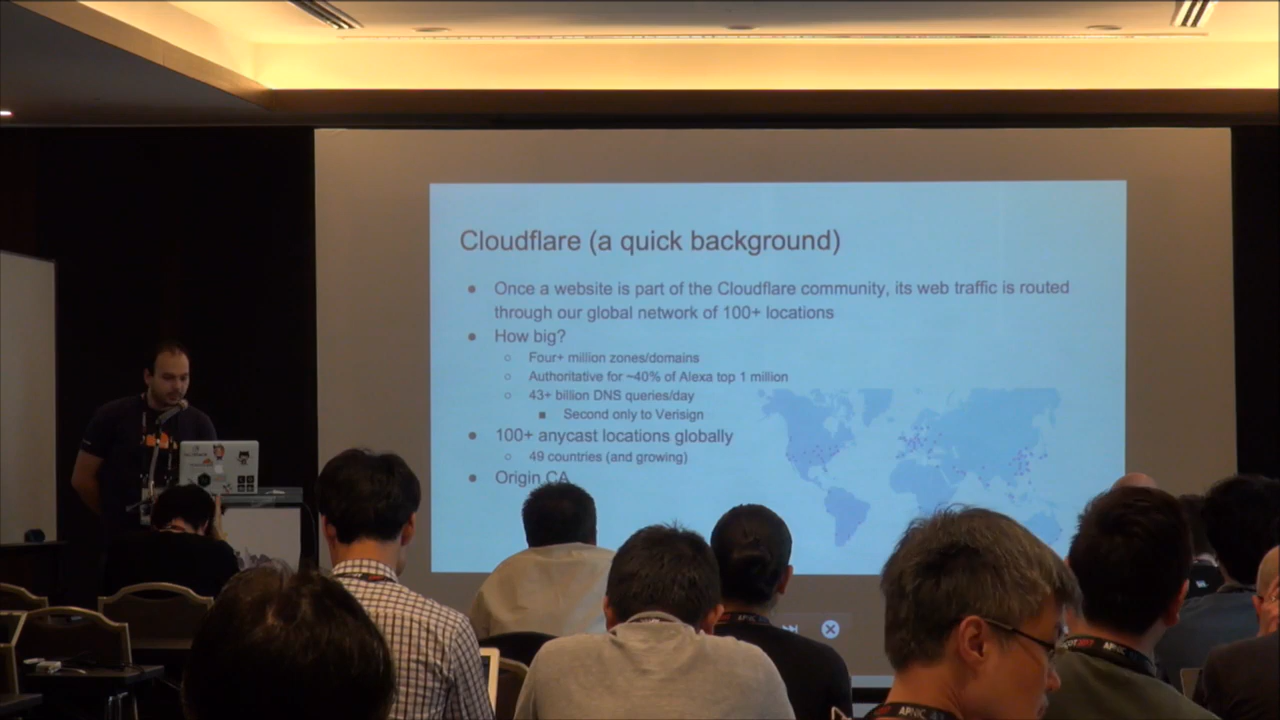 Cloudflare (a quick background)
Once a website is part of the Cloudflare community, its web traffic is routed
through our global network of 100+ locations
How big?
Four+ million zones/domains
Authoritative for ~40% of Alexa top 1 million
43+ billion DNS queries/day
Second only to Verisign
100+ anycast locations globally
49 countries (and growing)
Origin CA
APNIC